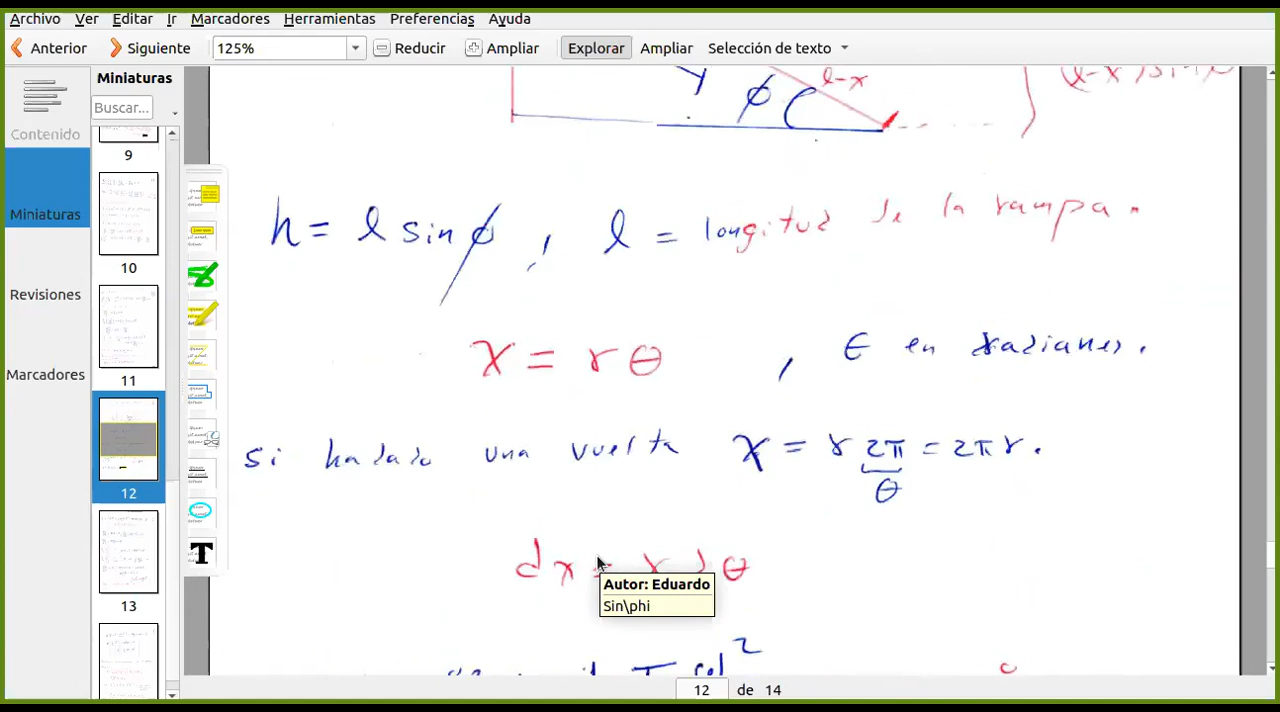 Archivo Ver Editar Ir Marcadores Herramientas Preferencias Ayuda
Anterior Siguiente 125% Reducir Ampliar Explorar Ampliar Selección de texto
Miniaturas
Buscar...
Contenido
Miniaturas
Revisiones
Marcadores
9
10
11
12
13
T
ϕ l-x
h = l sin ϕ , l = longitud de la rampa.
x = r θ , θ en radianes.
si ha dado una vuelta x = r 2π = 2π r.
θ
dx = r dθ
Autor: Eduardo
Sin\phi
12 de 14